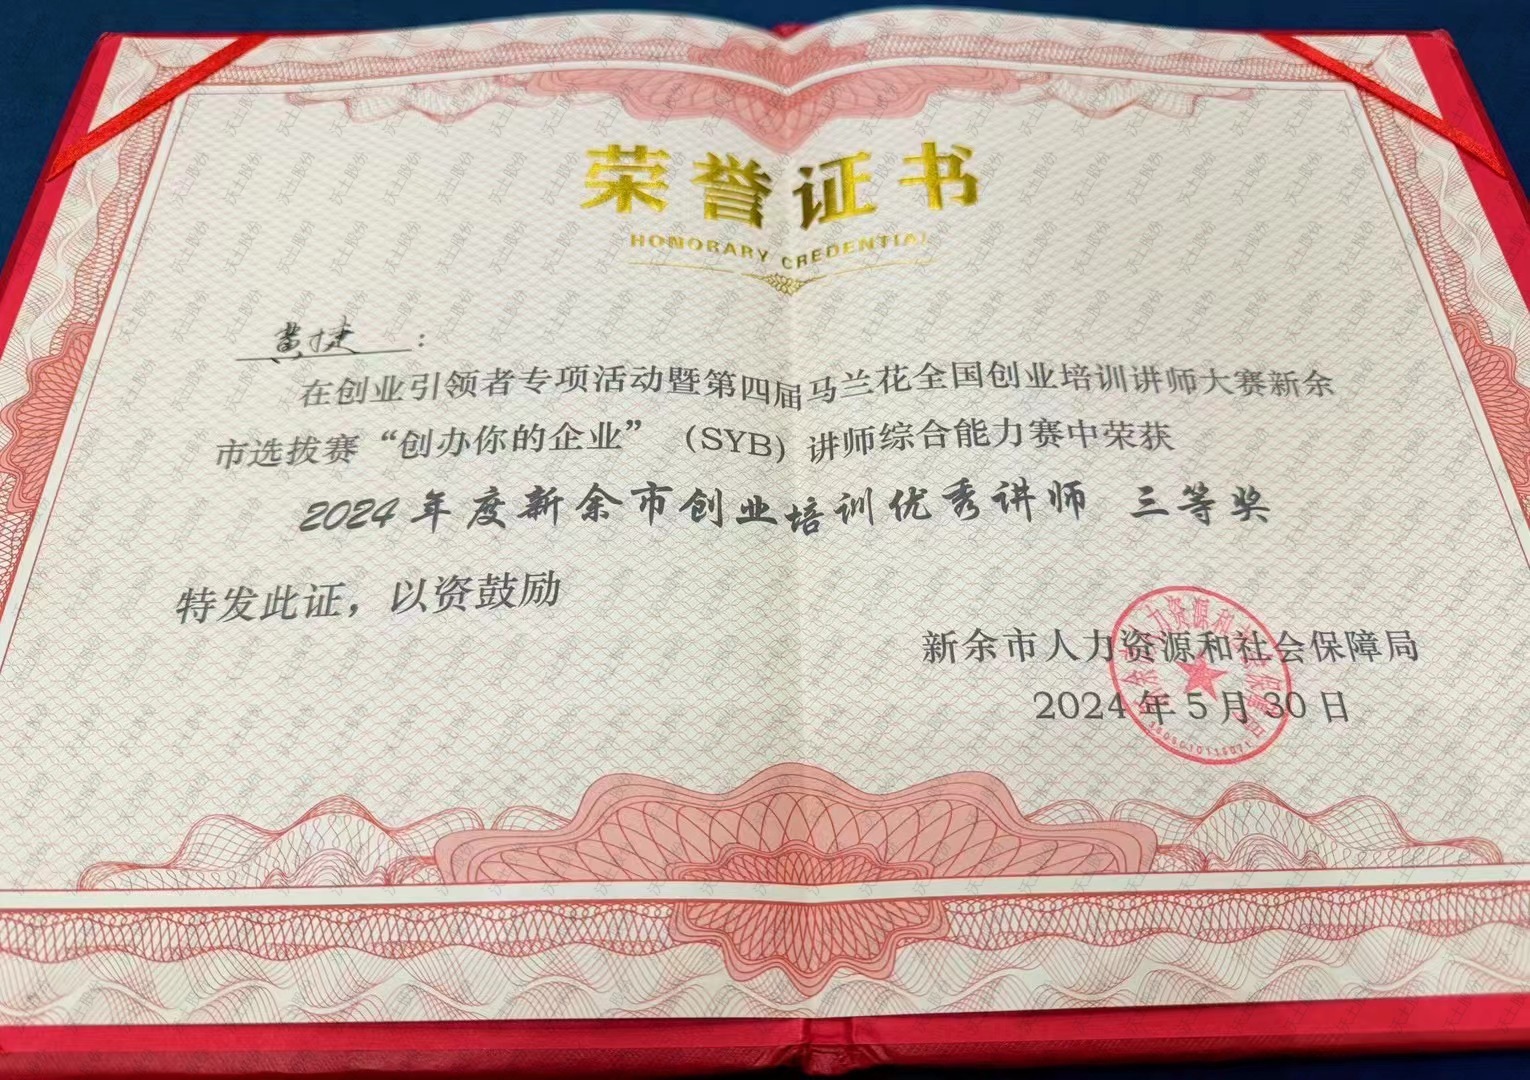 荣誉证书
HONORARY CREDENTIAL
黄捷：
在创业引领者专项活动暨第四届马兰花全国创业培训讲师大赛新余
市选拔赛“创办你的企业”（SYB）讲师综合能力赛中荣获
2024年度新余市创业培训优秀讲师 三等奖
特发此证，以资鼓励
新余市人力资源和社会保障局
2024年5月30日